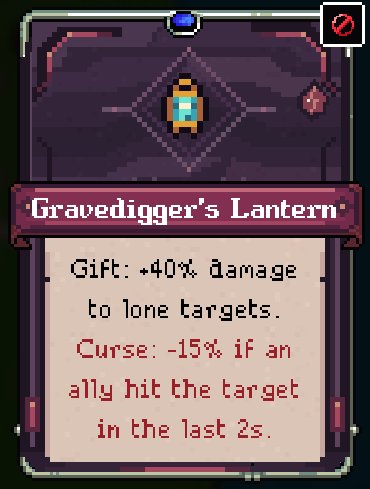 Gravedigger's Lantern
Gift: +40% damage
to lone targets.
Curse: -15% if an
ally hit the target
in the last 2s.